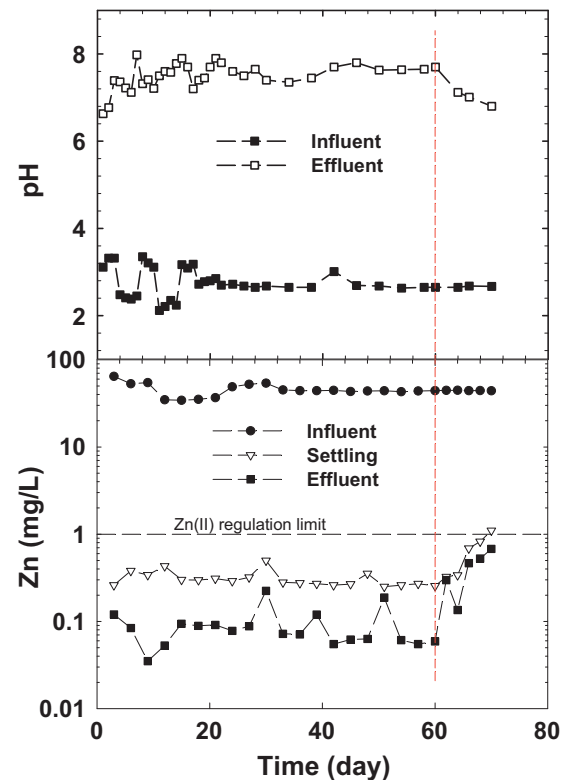 8
6
4
2
pH
Influent
Effluent
100
10
1
0.1
0.01
Zn (mg/L)
Influent
Settling
Effluent
Zn(II) regulation limit
0 20 40 60 80
Time (day)